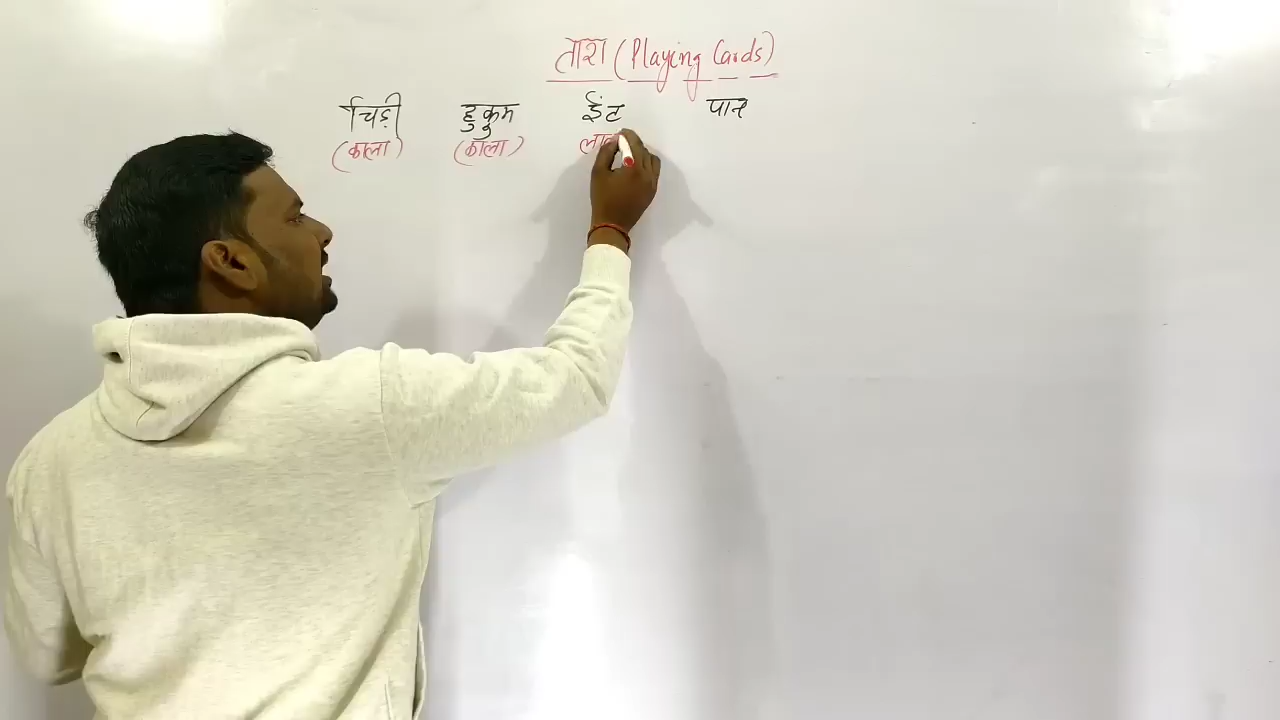 ताश (Playing Cards)
चिड़ी हुकुम ईंट पान
(काला) (काला) लाल